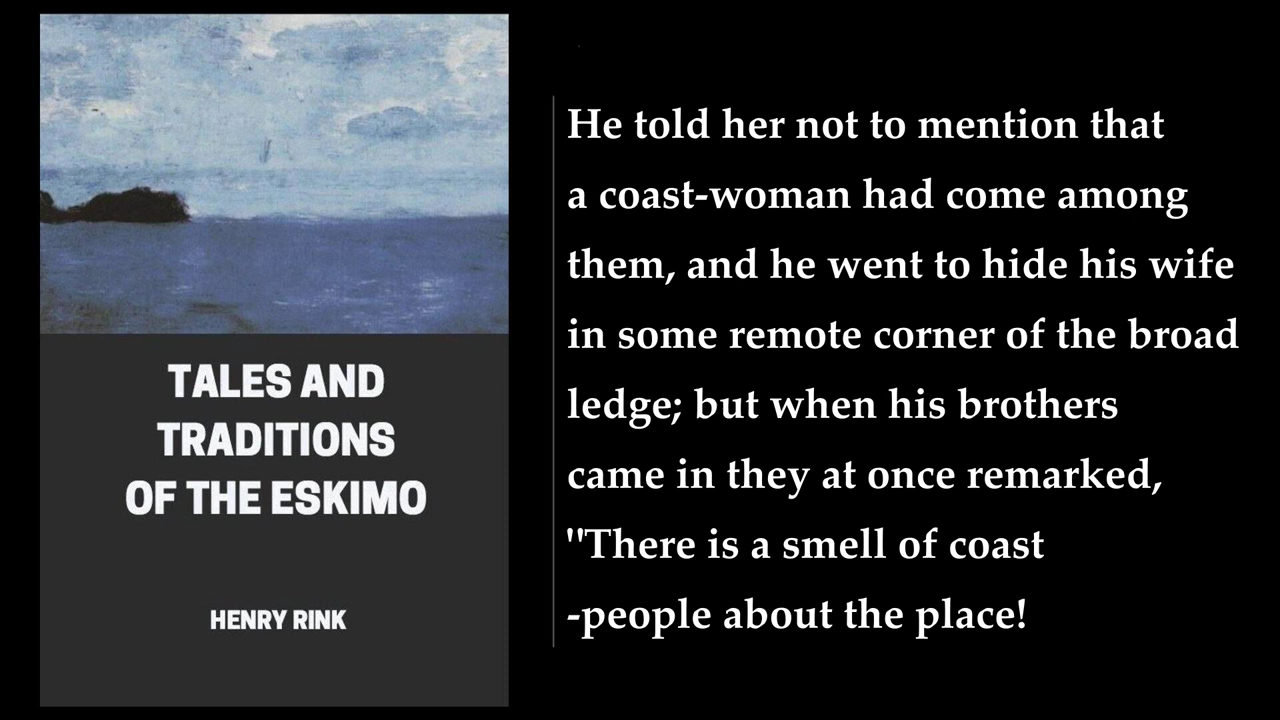 TALES AND
TRADITIONS
OF THE ESKIMO
HENRY RINK
He told her not to mention that
a coast-woman had come among
them, and he went to hide his wife
in some remote corner of the broad
ledge; but when his brothers
came in they at once remarked,
"There is a smell of coast
-people about the place!